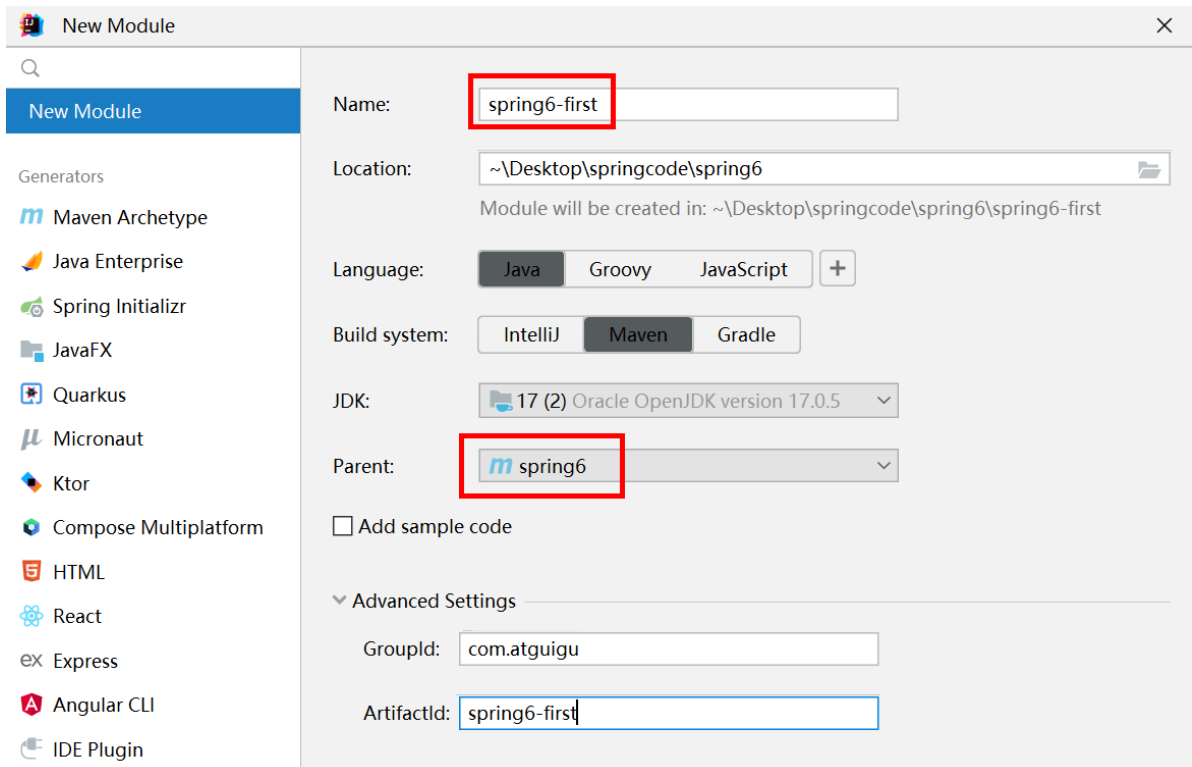 New Module
New Module
Generators
Maven Archetype
Java Enterprise
Spring Initializr
JavaFX
Quarkus
Micronaut
Ktor
Compose Multiplatform
HTML
React
ex Express
Angular CLI
IDE Plugin
Name: spring6-first
Location: ~\Desktop\springcode\spring6
Module will be created in: ~\Desktop\springcode\spring6\spring6-first
Language: Java Groovy JavaScript +
Build system: IntelliJ Maven Gradle
JDK: 17 (2) Oracle OpenJDK version 17.0.5
Parent: m spring6
Add sample code
Advanced Settings
GroupId: com.atguigu
ArtifactId: spring6-first